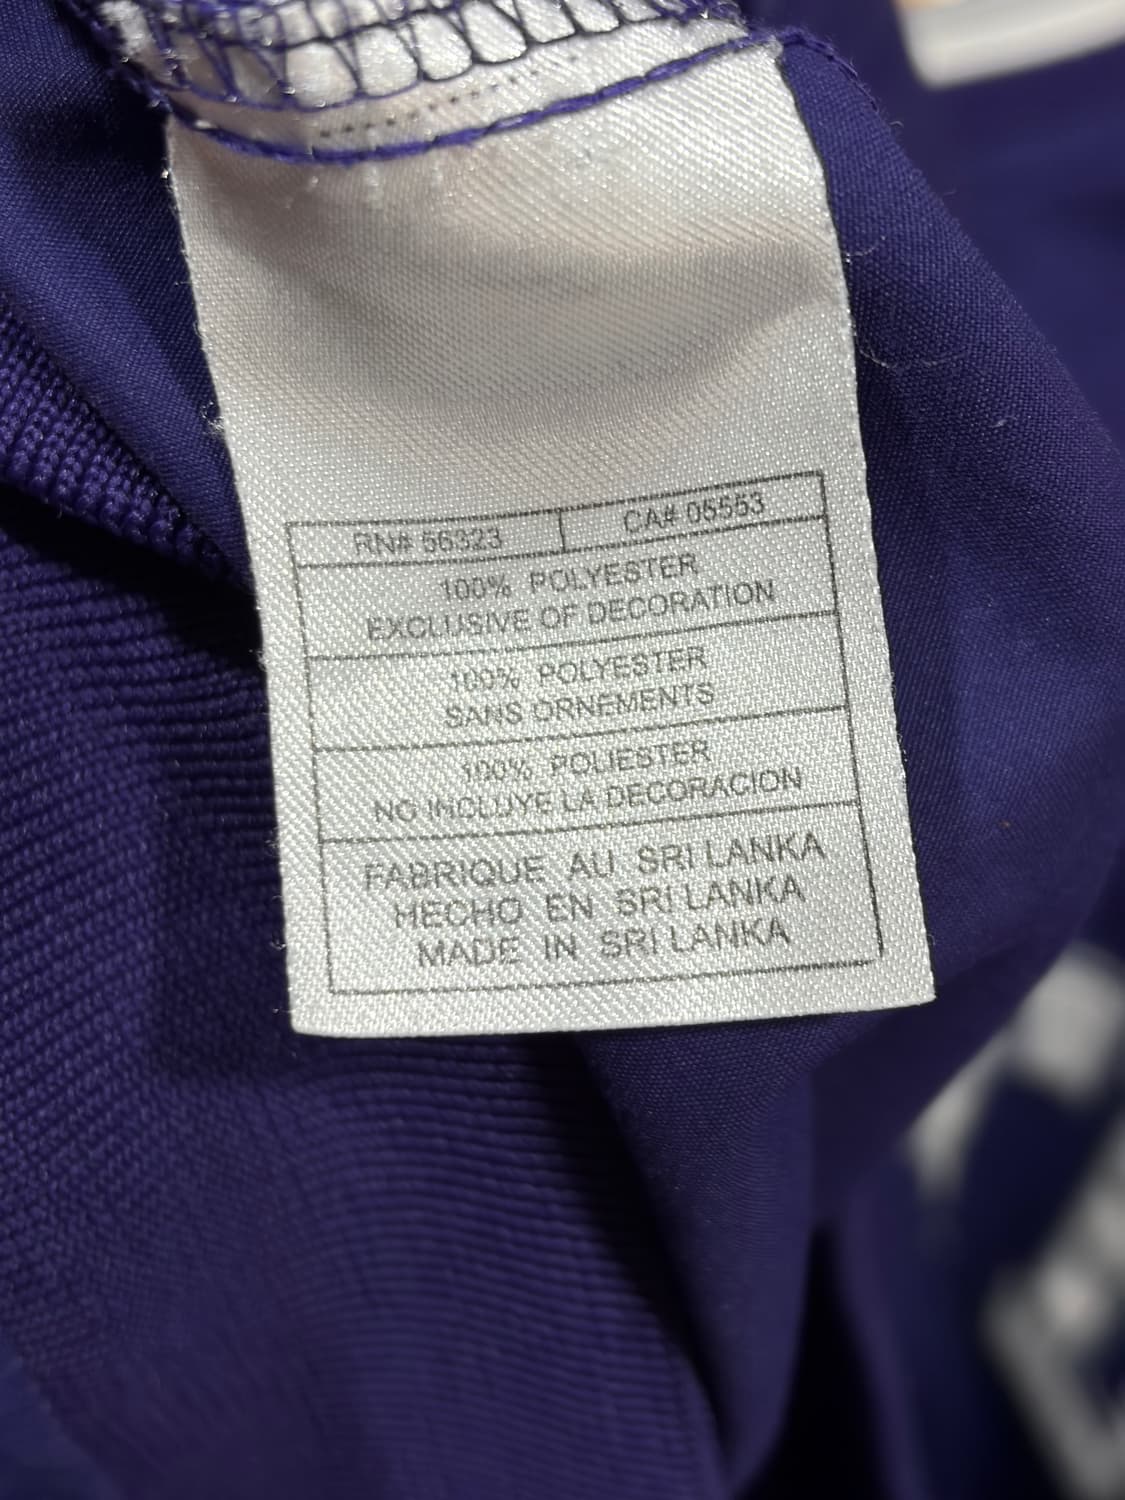 RN# 56323 CA# 05553
100% POLYESTER
EXCLUSIVE OF DECORATION
100% POLYESTER
SANS ORNEMENTS
100% POLIESTER
NO INCLUYE LA DECORACION
FABRIQUE AU SRI LANKA
HECHO EN SRI LANKA
MADE IN SRI LANKA